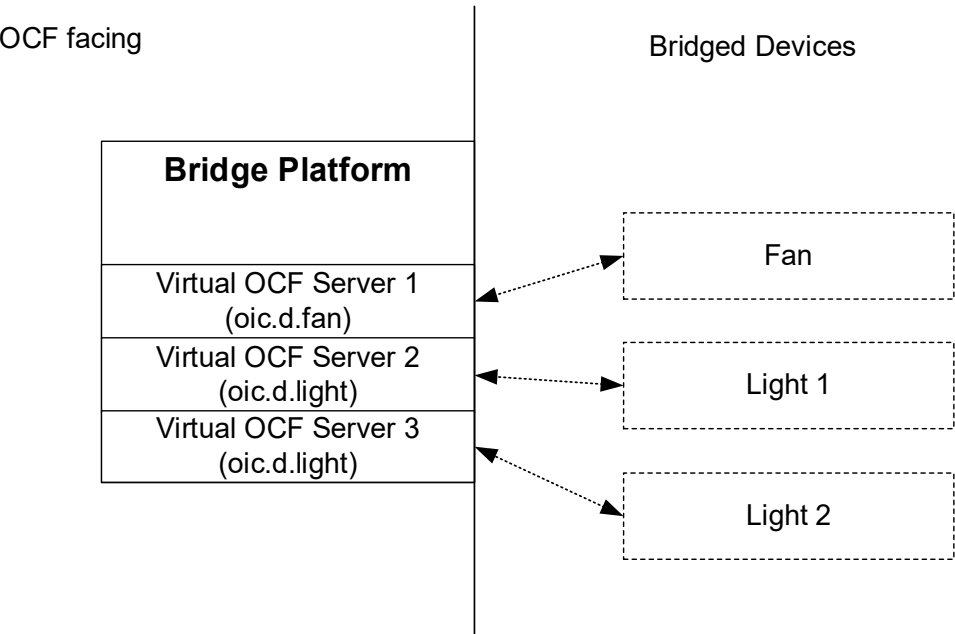 OCF facing
Bridged Devices
Bridge Platform
Virtual OCF Server 1
(oic.d.fan)
Virtual OCF Server 2
(oic.d.light)
Virtual OCF Server 3
(oic.d.light)
Fan
Light 1
Light 2